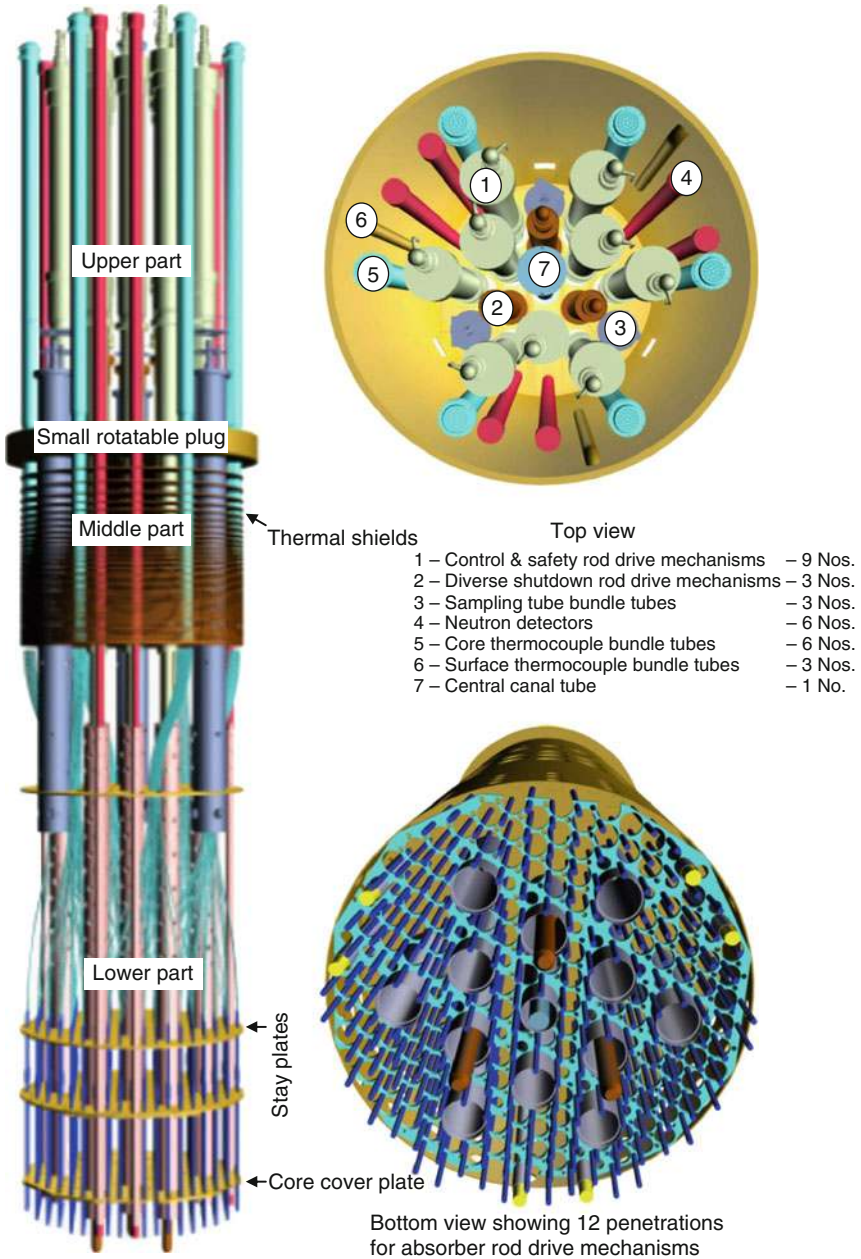 1
4
6
Upper part
5
7
2
3
Small rotatable plug
Middle part
Thermal shields
Top view
1 – Control & safety rod drive mechanisms – 9 Nos.
2 – Diverse shutdown rod drive mechanisms – 3 Nos.
3 – Sampling tube bundle tubes – 3 Nos.
4 – Neutron detectors – 6 Nos.
5 – Core thermocouple bundle tubes – 6 Nos.
6 – Surface thermocouple bundle tubes – 3 Nos.
7 – Central canal tube – 1 No.
Lower part
Stay plates
Core cover plate
Bottom view showing 12 penetrations
for absorber rod drive mechanisms